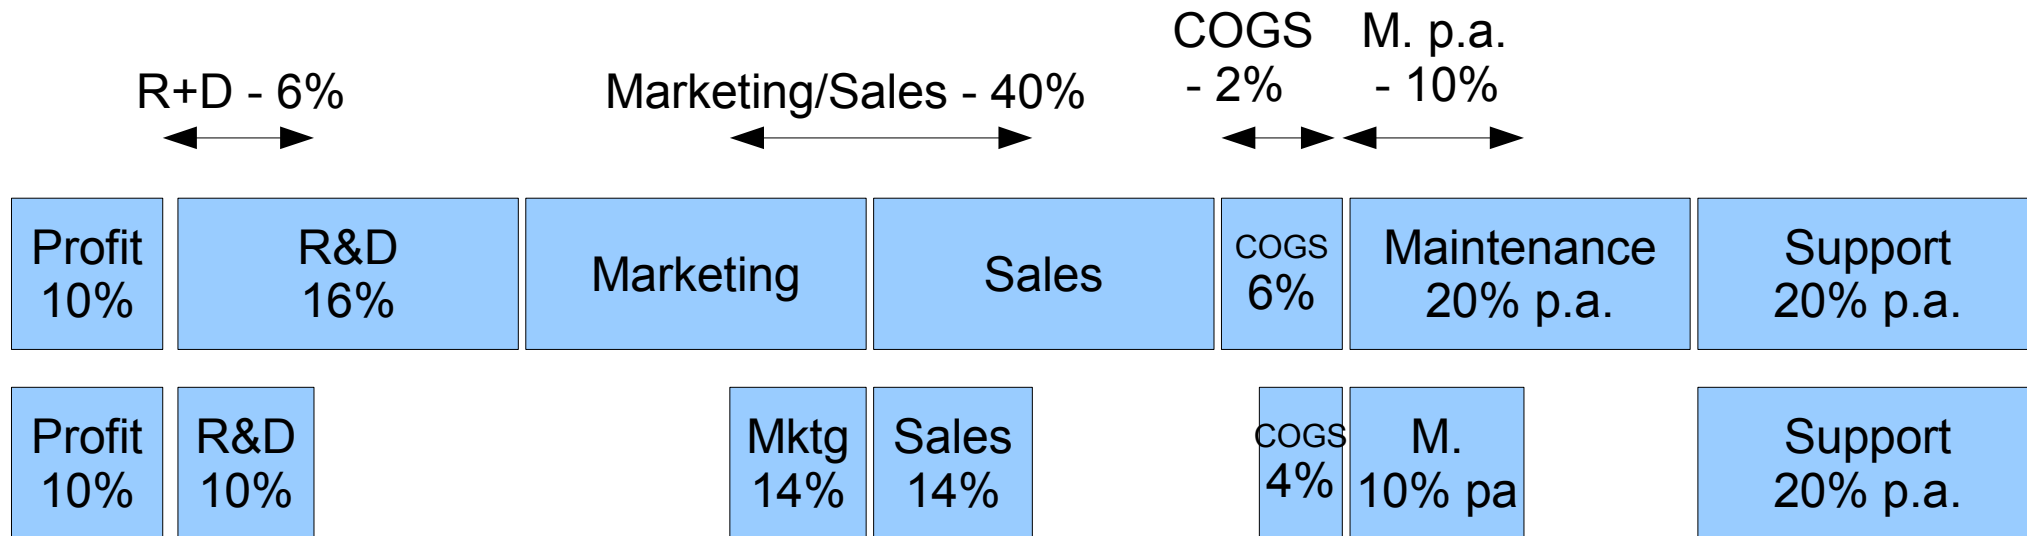 R+D - 6%
Marketing/Sales - 40%
COGS
- 2%
M. p.a.
- 10%
Profit
10%
R&D
16%
Marketing
Sales
COGS
6%
Maintenance
20% p.a.
Support
20% p.a.
Profit
10%
R&D
10%
Mktg
14%
Sales
14%
COGS
4%
M.
10% pa
Support
20% p.a.